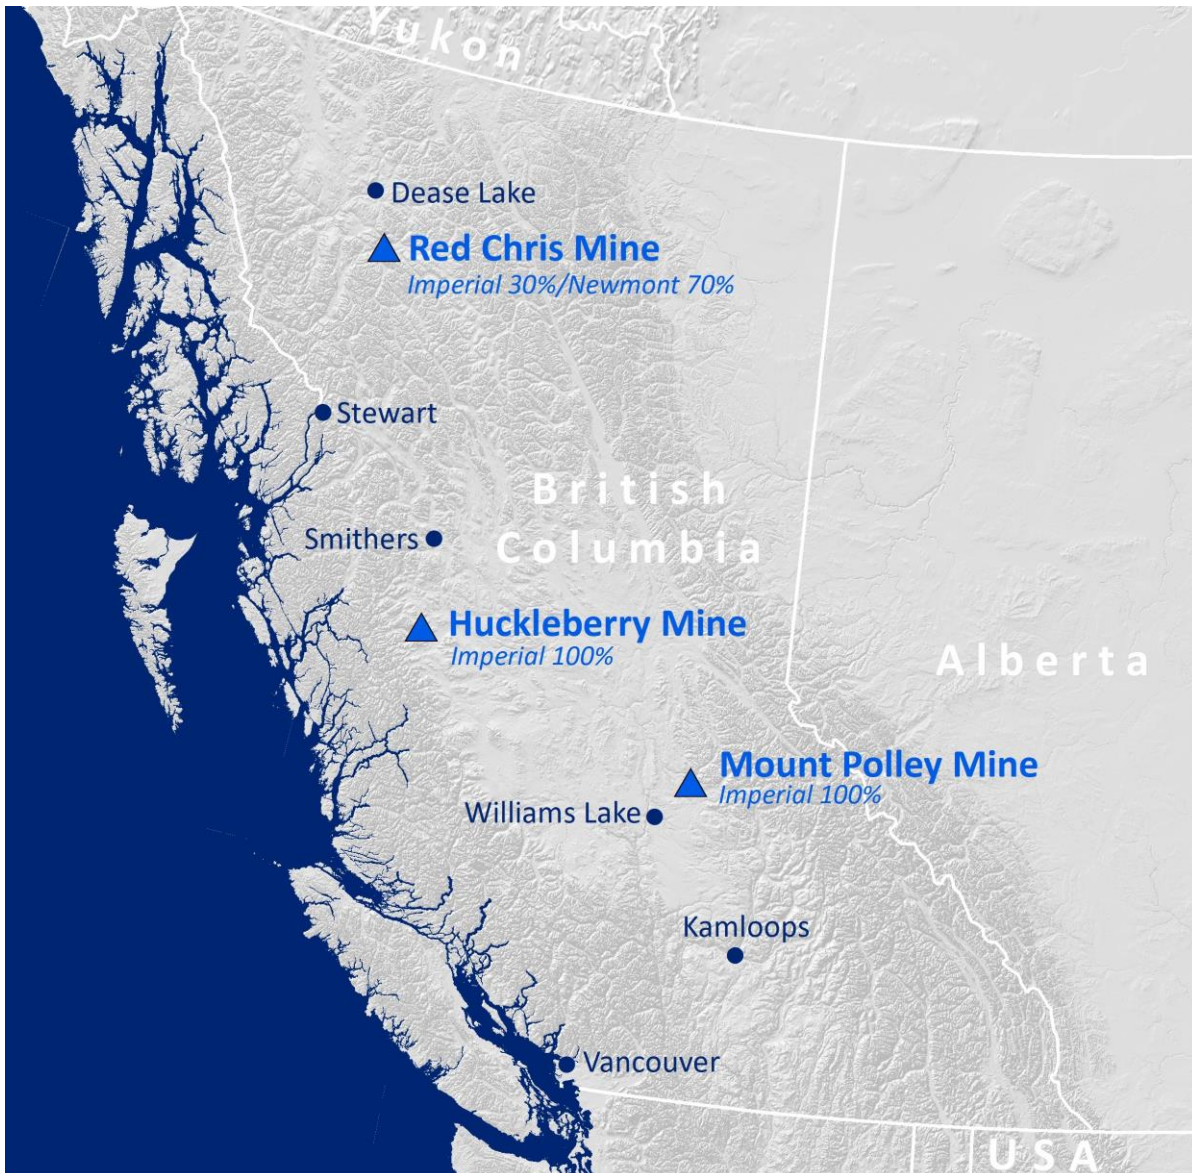 Yukon
Dease Lake
Red Chris Mine
Imperial 30%/Newmont 70%
Stewart
British
Columbia
Smithers
Huckleberry Mine
Imperial 100%
Alberta
Mount Polley Mine
Imperial 100%
Williams Lake
Kamloops
Vancouver
USA